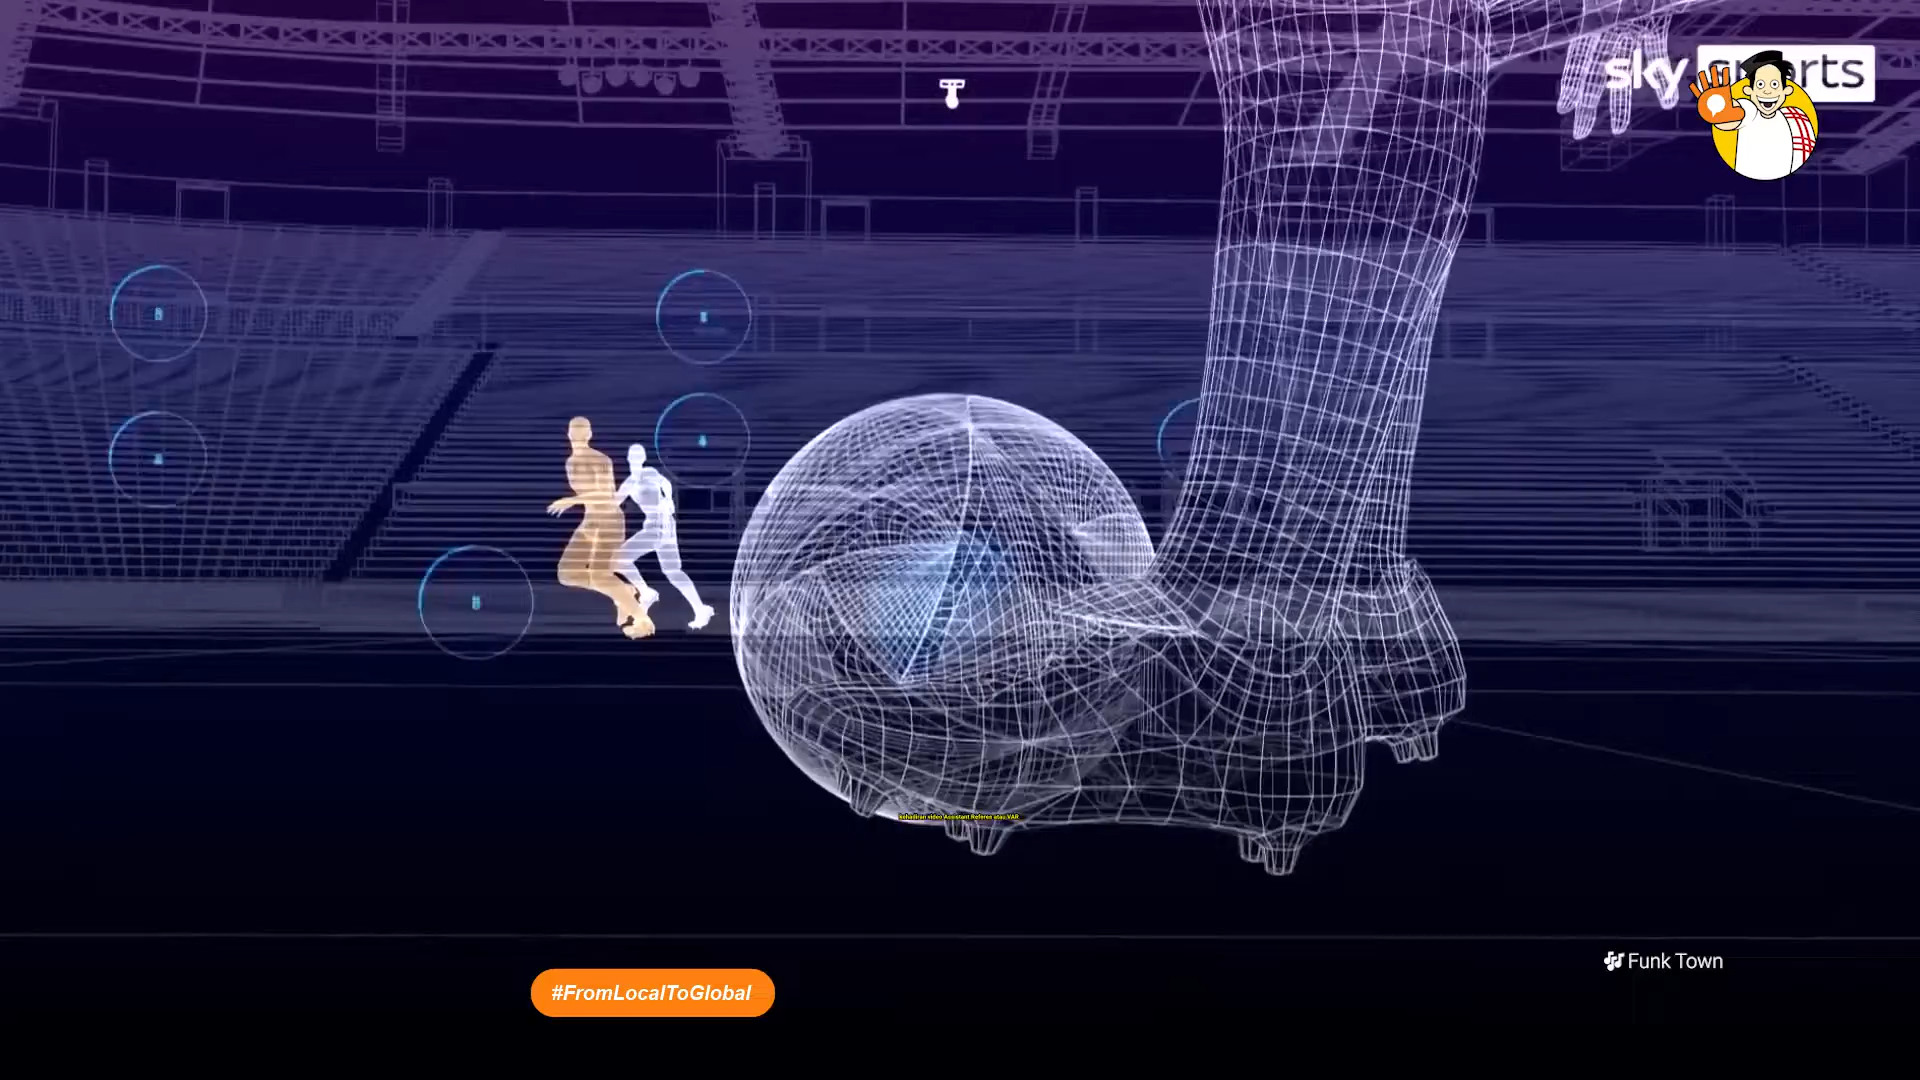 sky sports
kehadiran video Assistant Referee atau VAR
Funk Town
#FromLocalToGlobal